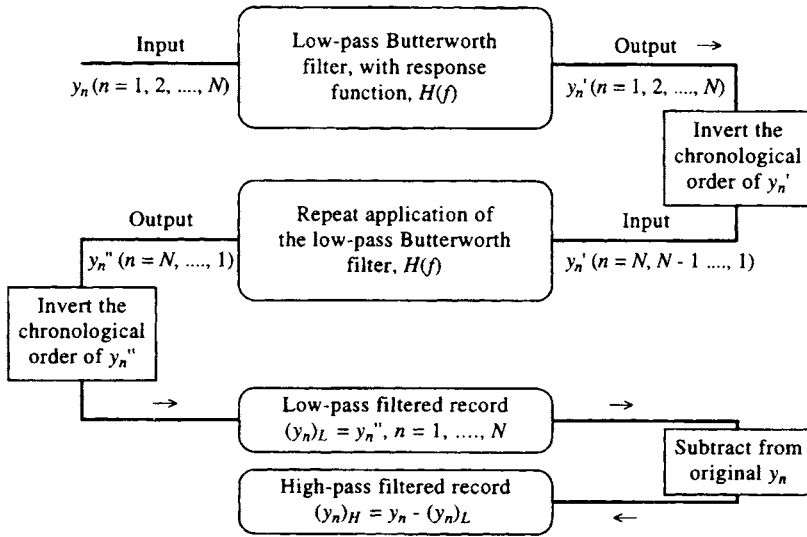 Input
y_n (n = 1, 2, ...., N)
Low-pass Butterworth
filter, with response
function, H(f)
Output →
y_n' (n = 1, 2, ...., N)
Invert the
chronological
order of y_n'
Input
y_n' (n = N, N - 1 ...., 1)
Repeat application of
the low-pass Butterworth
filter, H(f)
Output
y_n" (n = N, ...., 1)
Invert the
chronological
order of y_n"
→
Low-pass filtered record
(y_n)_L = y_n", n = 1, ...., N
→
Subtract from
original y_n
←
High-pass filtered record
(y_n)_H = y_n - (y_n)_L